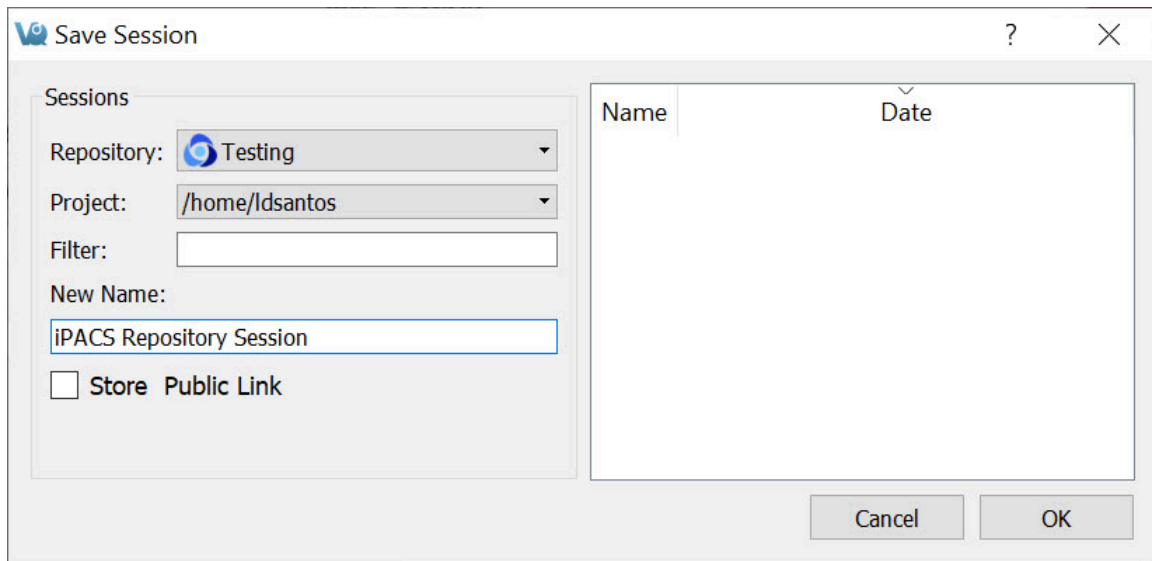 Save Session
?
Sessions
Repository: Testing
Project: /home/ldsantos
Filter:
New Name:
iPACS Repository Session
Store Public Link
Name Date
Cancel OK